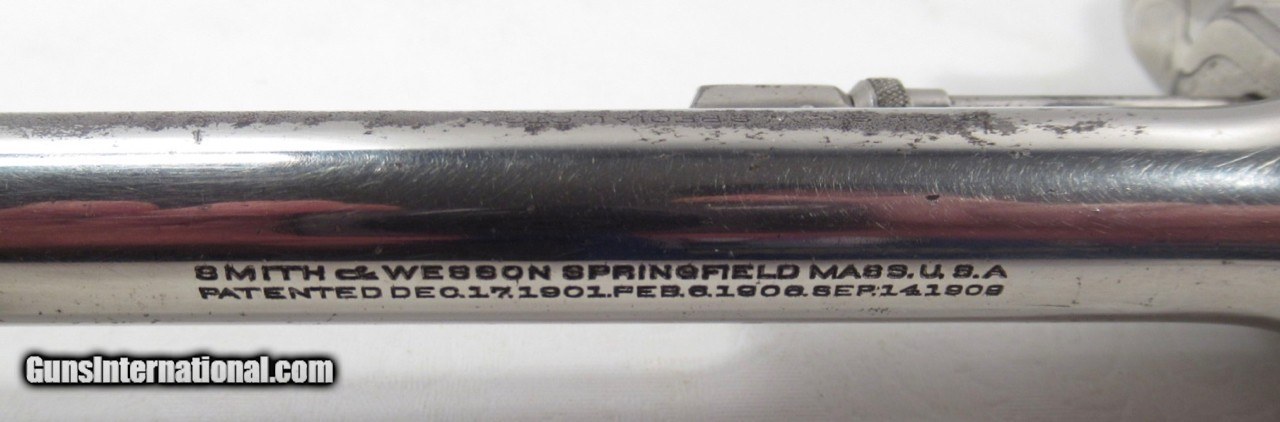 SMITH & WESSON SPRINGFIELD MASS. U.S.A
PATENTED DEC.17.1901.FEB.6.1906.SEP.14.1909
GunsInternational.com